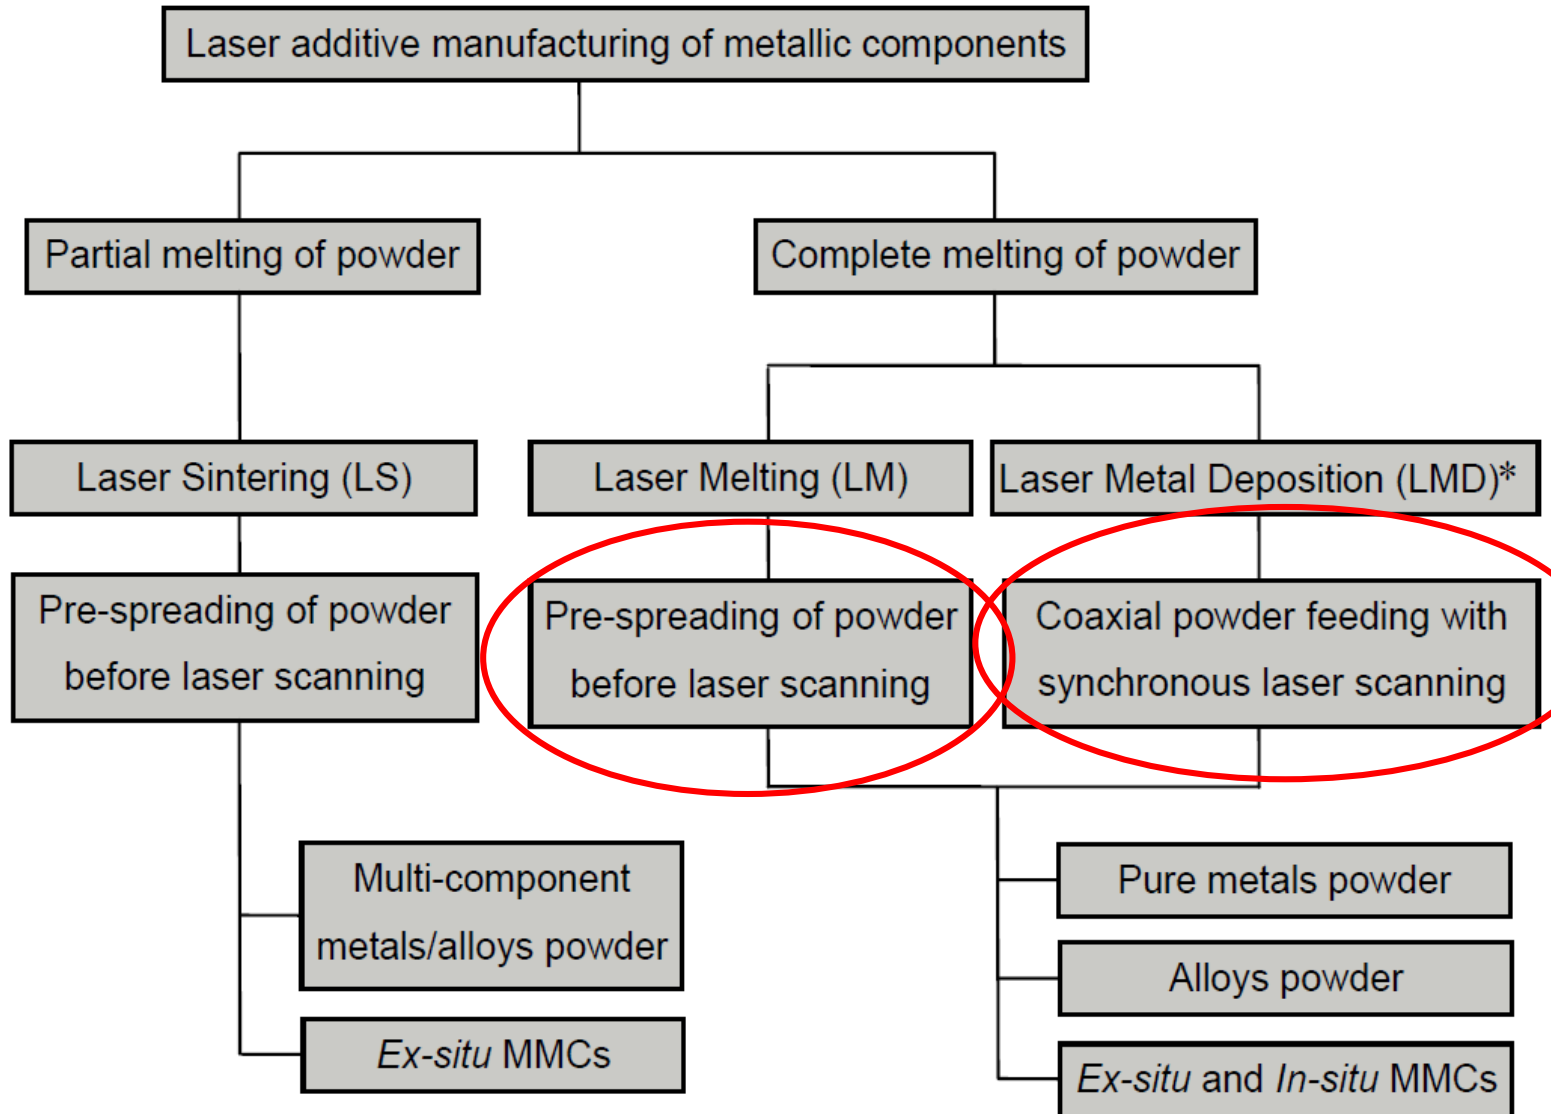 Laser additive manufacturing of metallic components
Partial melting of powder
Complete melting of powder
Laser Sintering (LS)
Laser Melting (LM)
Laser Metal Deposition (LMD)*
Pre-spreading of powder
before laser scanning
Pre-spreading of powder
before laser scanning
Coaxial powder feeding with
synchronous laser scanning
Multi-component
metals/alloys powder
Ex-situ MMCs
Pure metals powder
Alloys powder
Ex-situ and In-situ MMCs